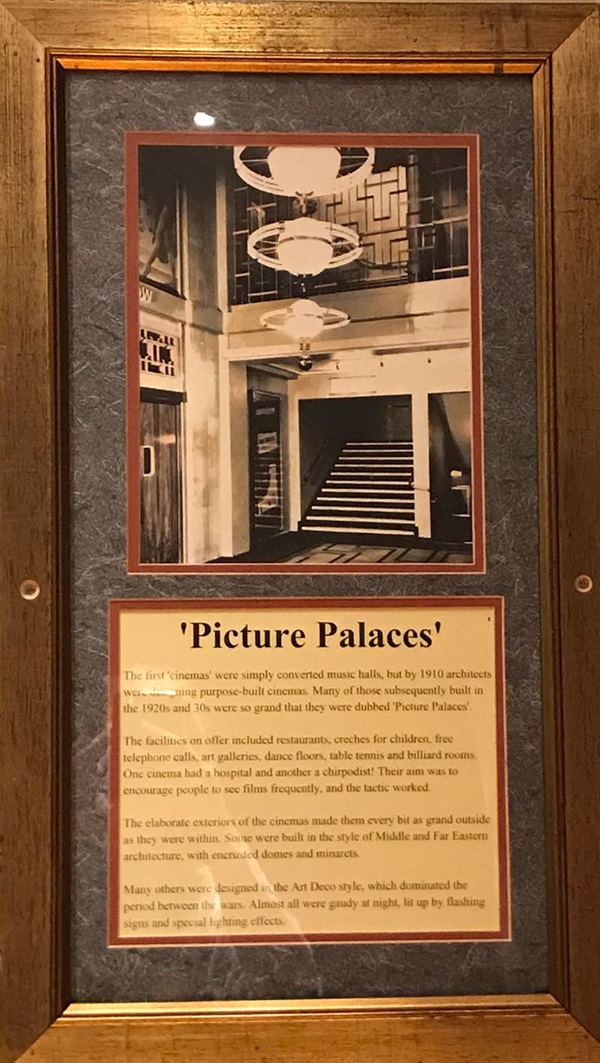 OW
'Picture Palaces'
The first 'cinemas' were simply converted music halls, but by 1910 architects
were designing purpose-built cinemas. Many of those subsequently built in
the 1920s and 30s were so grand that they were dubbed 'Picture Palaces'.
The facilities on offer included restaurants, creches for children, free
telephone calls, art galleries, dance floors, table tennis and billiard rooms.
One cinema had a hospital and another a chirpodist! Their aim was to
encourage people to see films frequently, and the tactic worked.
The elaborate exteriors of the cinemas made them every bit as grand outside
as they were within. Some were built in the style of Middle and Far Eastern
architecture, with encrusted domes and minarets.
Many others were designed in the Art Deco style, which dominated the
period between the wars. Almost all were gaudy at night, lit up by flashing
signs and special lighting effects.